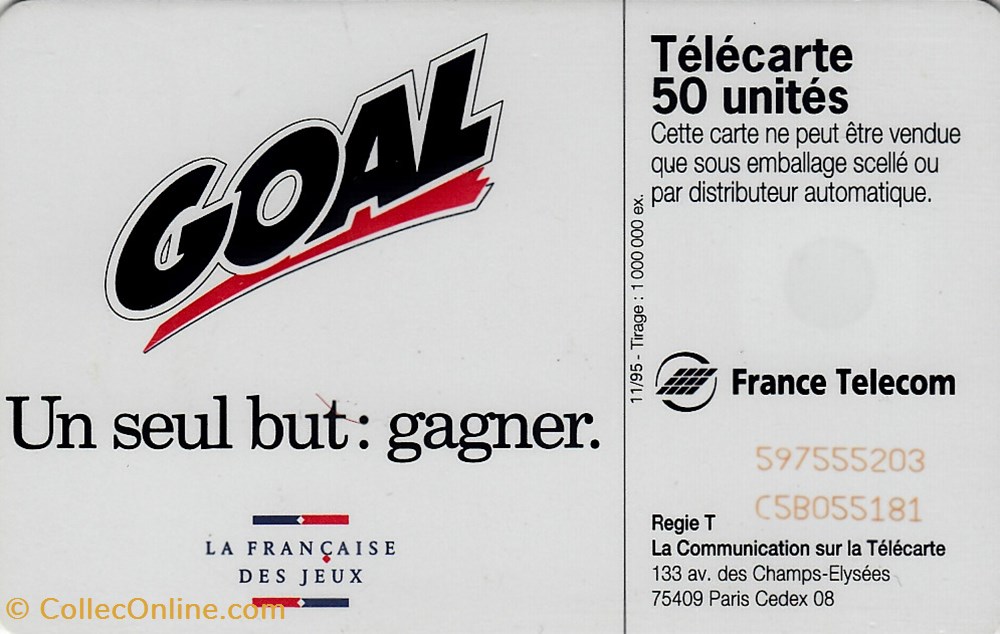 GOAL
Un seul but : gagner.
LA FRANÇAISE
DES JEUX
© CollecOnline.com
11/95 - Tirage : 1 000 000 ex.
Télécarte
50 unités
Cette carte ne peut être vendue
que sous emballage scellé ou
par distributeur automatique.
France Telecom
597555203
C5B055181
Regie T
La Communication sur la Télécarte
133 av. des Champs-Elysées
75409 Paris Cedex 08